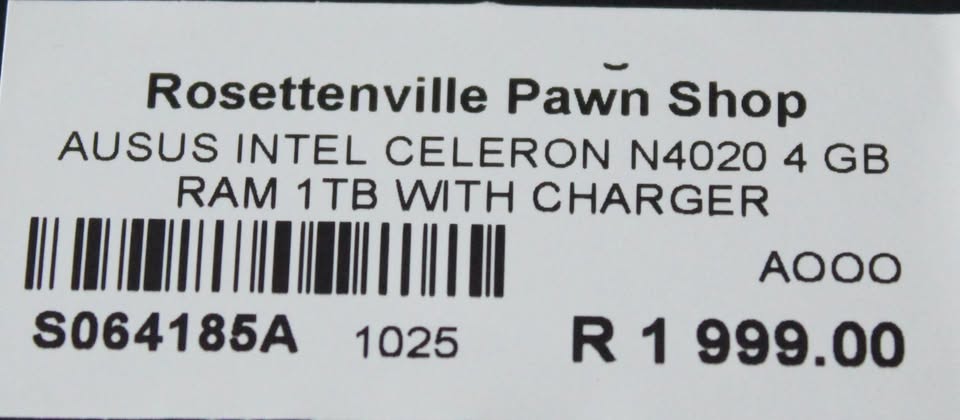 Rosettenville Pawn Shop
AUSUS INTEL CELERON N4020 4 GB
RAM 1TB WITH CHARGER
AOOO
S064185A 1025 R 1 999.00